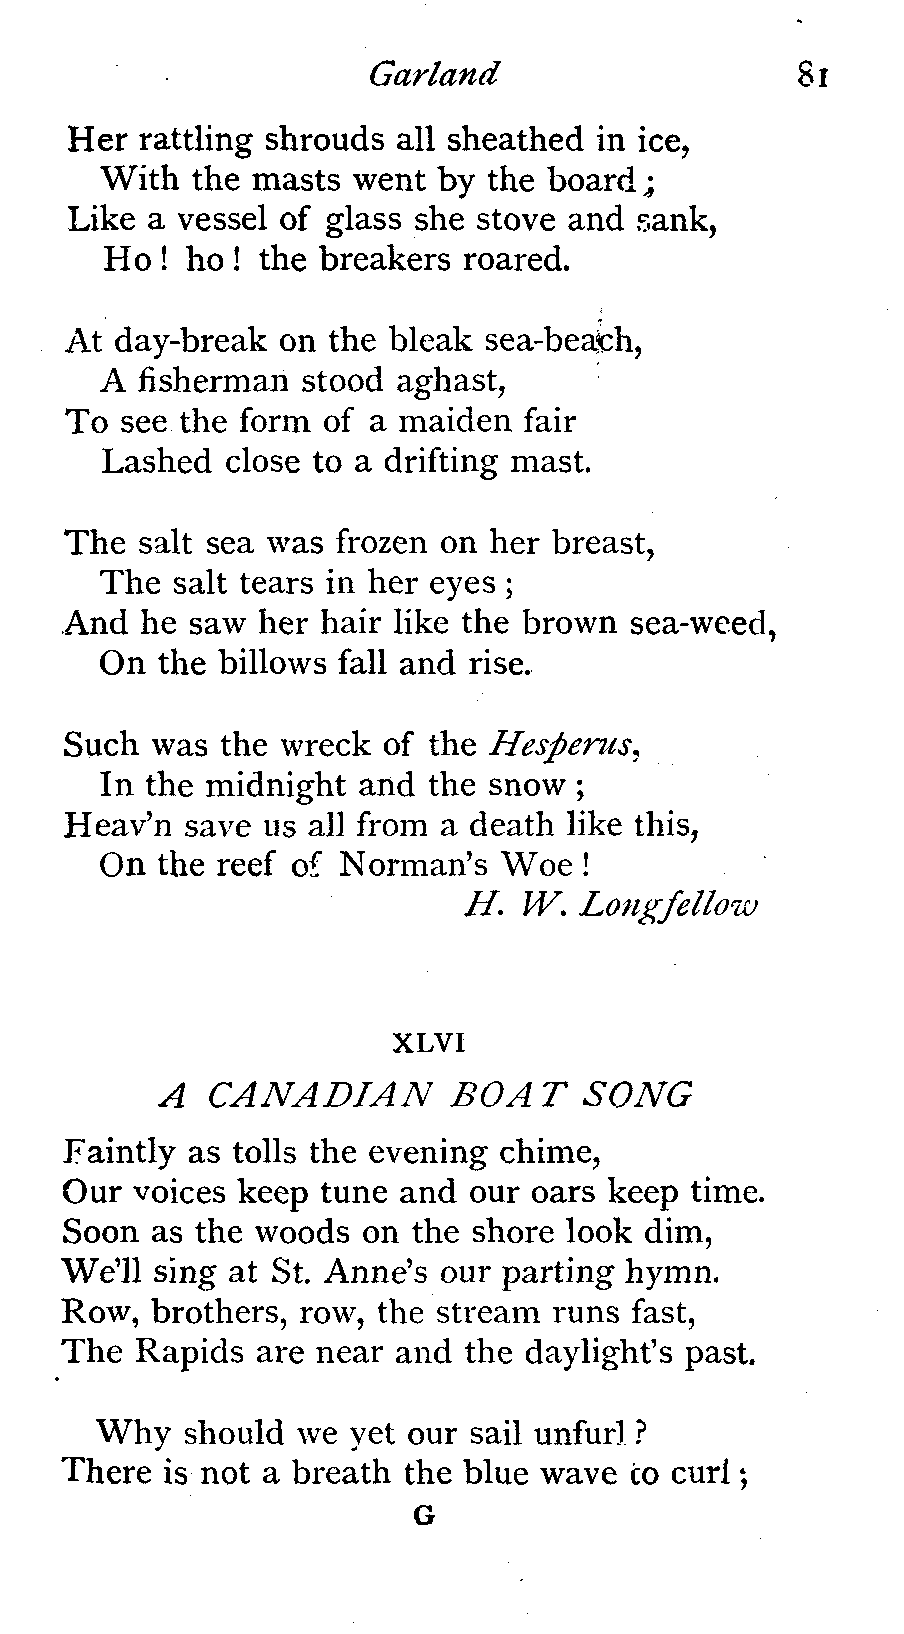 Garland 81
Her rattling shrouds all sheathed in ice,
With the masts went by the board;
Like a vessel of glass she stove and sank,
Ho! ho! the breakers roared.
At day-break on the bleak sea-beach,
A fisherman stood aghast,
To see the form of a maiden fair
Lashed close to a drifting mast.
The salt sea was frozen on her breast,
The salt tears in her eyes;
And he saw her hair like the brown sea-weed,
On the billows fall and rise.
Such was the wreck of the Hesperus,
In the midnight and the snow;
Heav'n save us all from a death like this,
On the reef of Norman's Woe!
H. W. Longfellow
XLVI
A CANADIAN BOAT SONG
Faintly as tolls the evening chime,
Our voices keep tune and our oars keep time.
Soon as the woods on the shore look dim,
We'll sing at St. Anne's our parting hymn.
Row, brothers, row, the stream runs fast,
The Rapids are near and the daylight's past.
Why should we yet our sail unfurl?
There is not a breath the blue wave to curl;
G